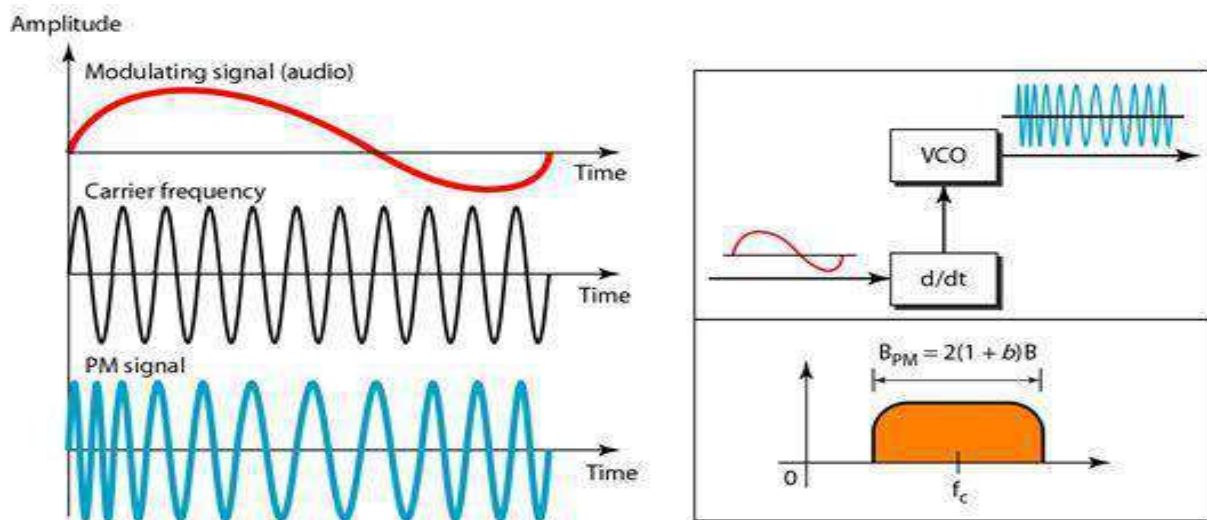 Amplitude
Modulating signal (audio)
Time
Carrier frequency
Time
PM signal
Time
VCO
d/dt
B_PM = 2(1 + b)B
0
f_c